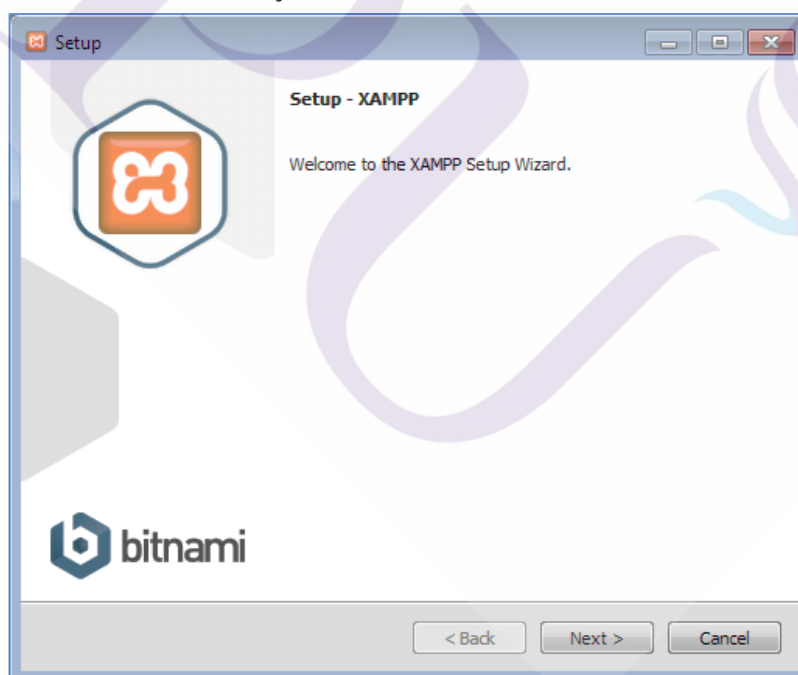 Setup
Setup - XAMPP
Welcome to the XAMPP Setup Wizard.
bitnami
< Back
Next >
Cancel